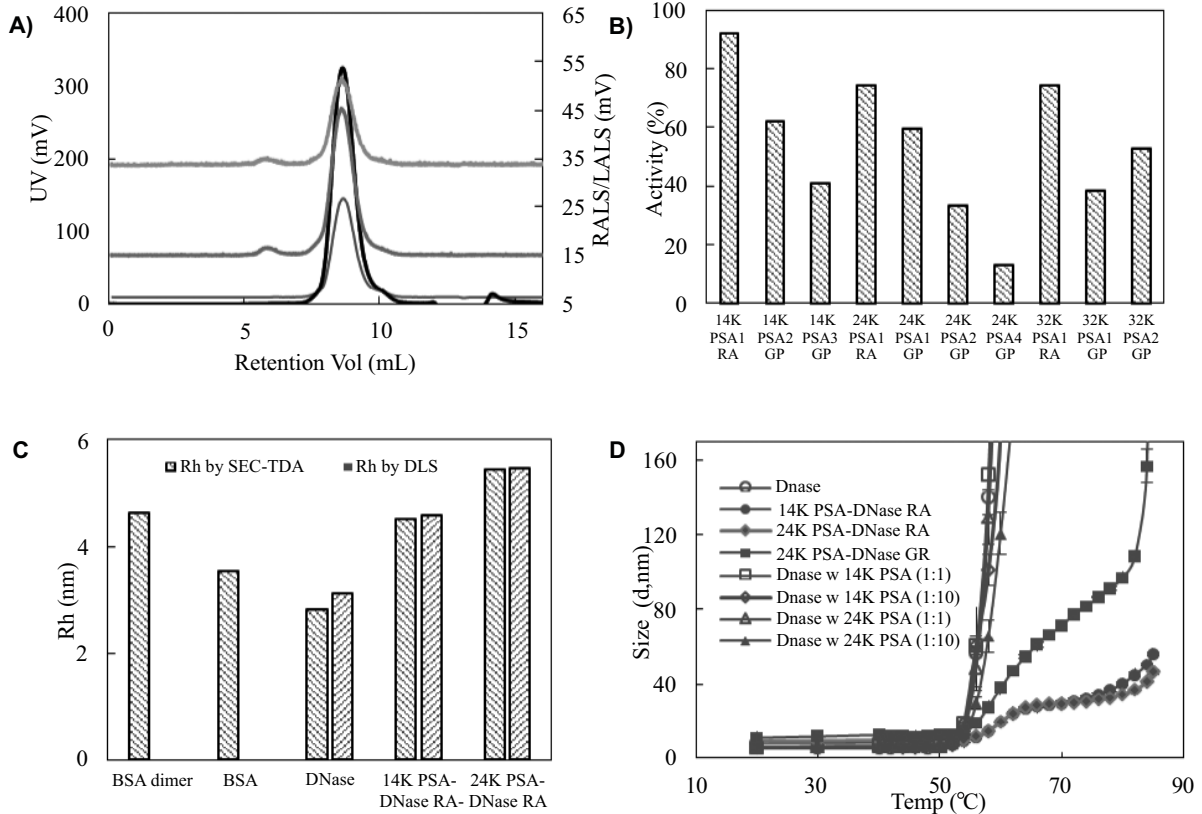 A)
400
300
200
100
0
UV (mV)
65
55
45
35
25
15
5
RALS/LALS (mV)
0
5
10
15
Retention Vol (mL)
B)
100
80
60
40
20
0
Activity (%)
14K PSA1 RA
14K PSA2 GP
14K PSA3 GP
24K PSA1 RA
24K PSA1 GP
24K PSA2 GP
24K PSA4 GP
32K PSA1 RA
32K PSA1 GP
32K PSA2 GP
C
6
4
2
0
Rh (nm)
Rh by SEC-TDA
Rh by DLS
BSA dimer
BSA
DNase
14K PSA-
DNase RA-
24K PSA-
DNase RA
D
160
120
80
40
0
Size (d,nm)
Dnase
14K PSA-DNase RA
24K PSA-DNase RA
24K PSA-DNase GR
Dnase w 14K PSA (1:1)
Dnase w 14K PSA (1:10)
Dnase w 24K PSA (1:1)
Dnase w 24K PSA (1:10)
10
30
50
70
90
Temp (℃)